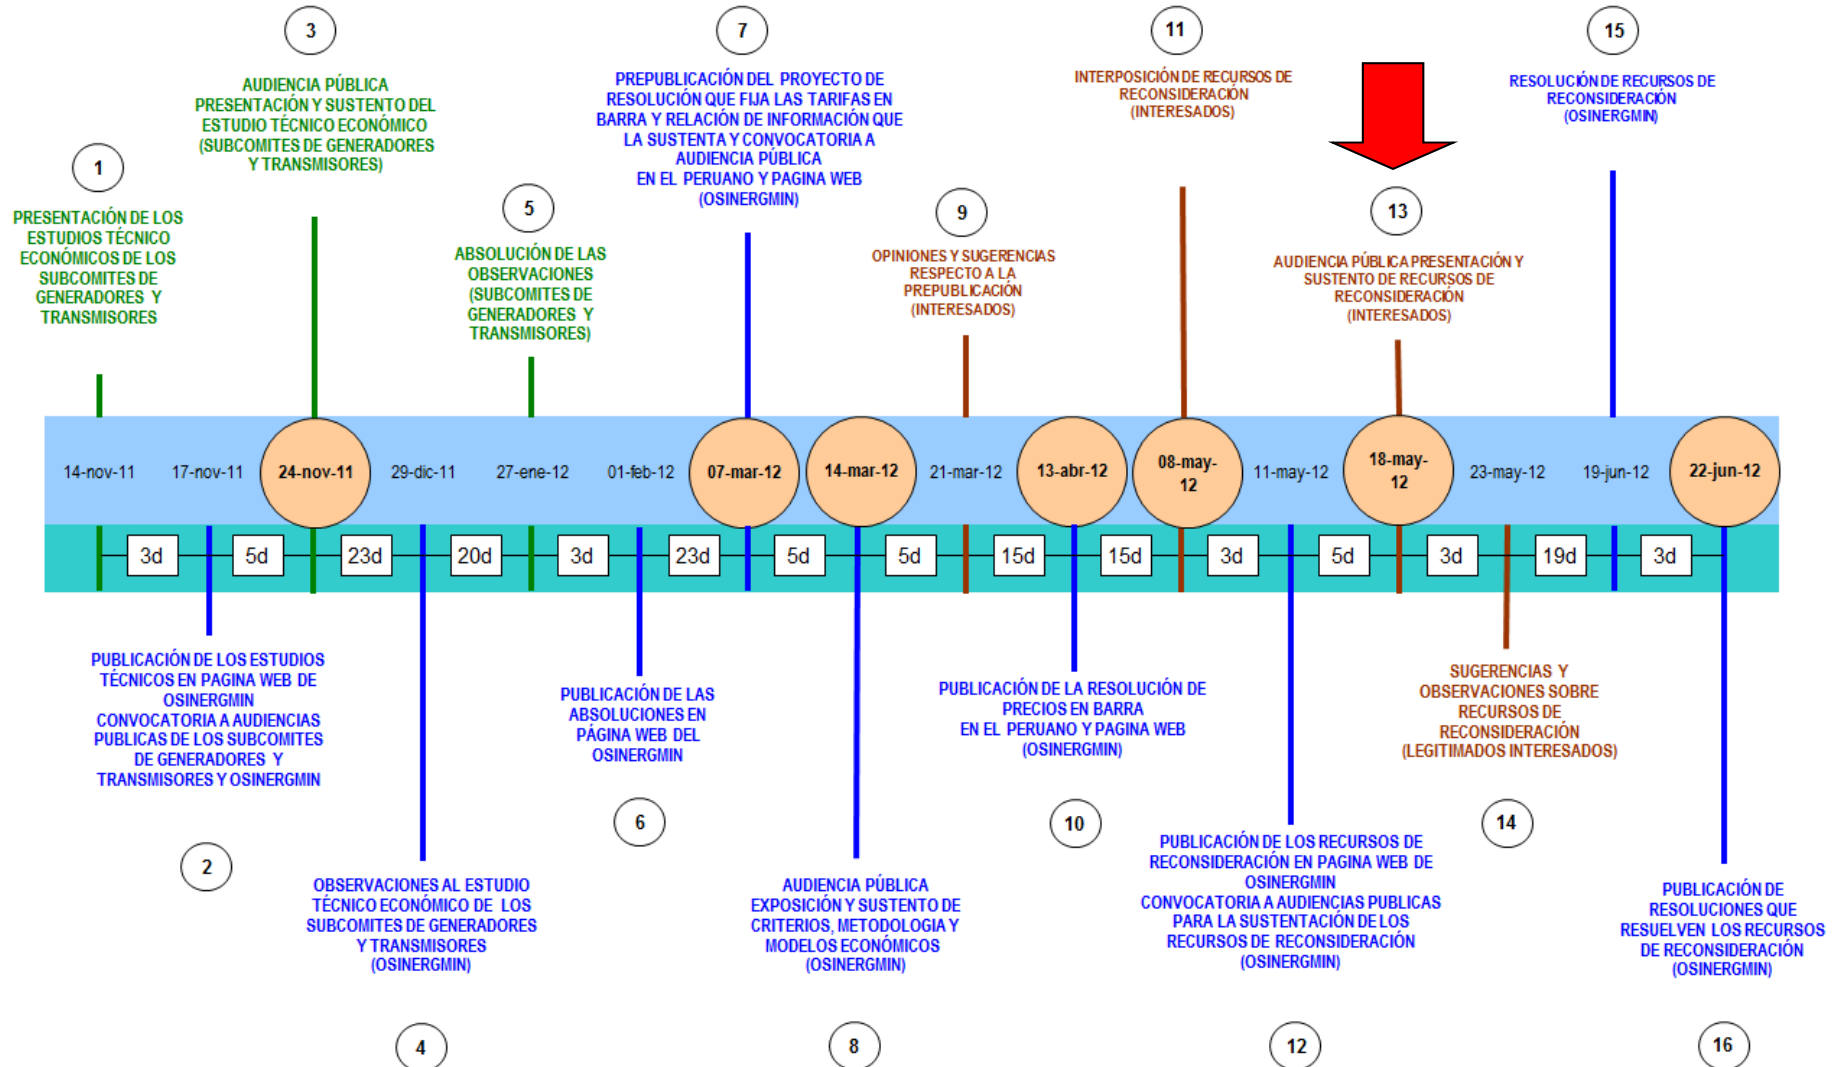 3
AUDIENCIA PÚBLICA
PRESENTACIÓN Y SUSTENTO DEL
ESTUDIO TÉCNICO ECONÓMICO
(SUBCOMITES DE GENERADORES
Y TRANSMISORES)
7
PREPUBLICACIÓN DEL PROYECTO DE
RESOLUCIÓN QUE FIJA LAS TARIFAS EN
BARRA Y RELACIÓN DE INFORMACIÓN QUE
LA SUSTENTA Y CONVOCATORIA A
AUDIENCIA PÚBLICA
EN EL PERUANO Y PAGINA WEB
(OSINERGMIN)
11
INTERPOSICIÓN DE RECURSOS DE
RECONSIDERACIÓN
(INTERESADOS)
15
RESOLUCIÓN DE RECURSOS DE
RECONSIDERACIÓN
(OSINERGMIN)
1
PRESENTACIÓN DE LOS
ESTUDIOS TÉCNICO
ECONÓMICOS DE LOS
SUBCOMITES DE
GENERADORES Y
TRANSMISORES
5
ABSOLUCIÓN DE LAS
OBSERVACIONES
(SUBCOMITES DE
GENERADORES Y
TRANSMISORES)
9
OPINIONES Y SUGERENCIAS
RESPECTO A LA
PREPUBLICACIÓN
(INTERESADOS)
13
AUDIENCIA PÚBLICA PRESENTACIÓN Y
SUSTENTO DE RECURSOS DE
RECONSIDERACIÓN
(INTERESADOS)
14-nov-11
17-nov-11
24-nov-11
29-dic-11
27-ene-12
01-feb-12
07-mar-12
14-mar-12
21-mar-12
13-abr-12
08-may-
12
11-may-12
18-may-
12
23-may-12
19-jun-12
22-jun-12
3d
5d
23d
20d
3d
23d
5d
5d
15d
15d
3d
5d
3d
19d
3d
PUBLICACIÓN DE LOS ESTUDIOS
TÉCNICOS EN PAGINA WEB DE
OSINERGMIN
CONVOCATORIA A AUDIENCIAS
PUBLICAS DE LOS SUBCOMITES
DE GENERADORES Y
TRANSMISORES Y OSINERGMIN
2
OBSERVACIONES AL ESTUDIO
TÉCNICO ECONÓMICO DE LOS
SUBCOMITES DE GENERADORES
Y TRANSMISORES
(OSINERGMIN)
4
PUBLICACIÓN DE LAS
ABSOLUCIONES EN
PÁGINA WEB DEL
OSINERGMIN
6
AUDIENCIA PÚBLICA
EXPOSICIÓN Y SUSTENTO DE
CRITERIOS, METODOLOGIA Y
MODELOS ECONÓMICOS
(OSINERGMIN)
8
PUBLICACIÓN DE LA RESOLUCIÓN DE
PRECIOS EN BARRA
EN EL PERUANO Y PAGINA WEB
(OSINERGMIN)
10
PUBLICACIÓN DE LOS RECURSOS DE
RECONSIDERACIÓN EN PAGINA WEB DE
OSINERGMIN
CONVOCATORIA A AUDIENCIAS PUBLICAS
PARA LA SUSTENTACIÓN DE LOS
RECURSOS DE RECONSIDERACIÓN
(OSINERGMIN)
12
SUGERENCIAS Y
OBSERVACIONES SOBRE
RECURSOS DE
RECONSIDERACIÓN
(LEGITIMADOS INTERESADOS)
14
PUBLICACIÓN DE
RESOLUCIONES QUE
RESUELVEN LOS RECURSOS
DE RECONSIDERACIÓN
(OSINERGMIN)
16